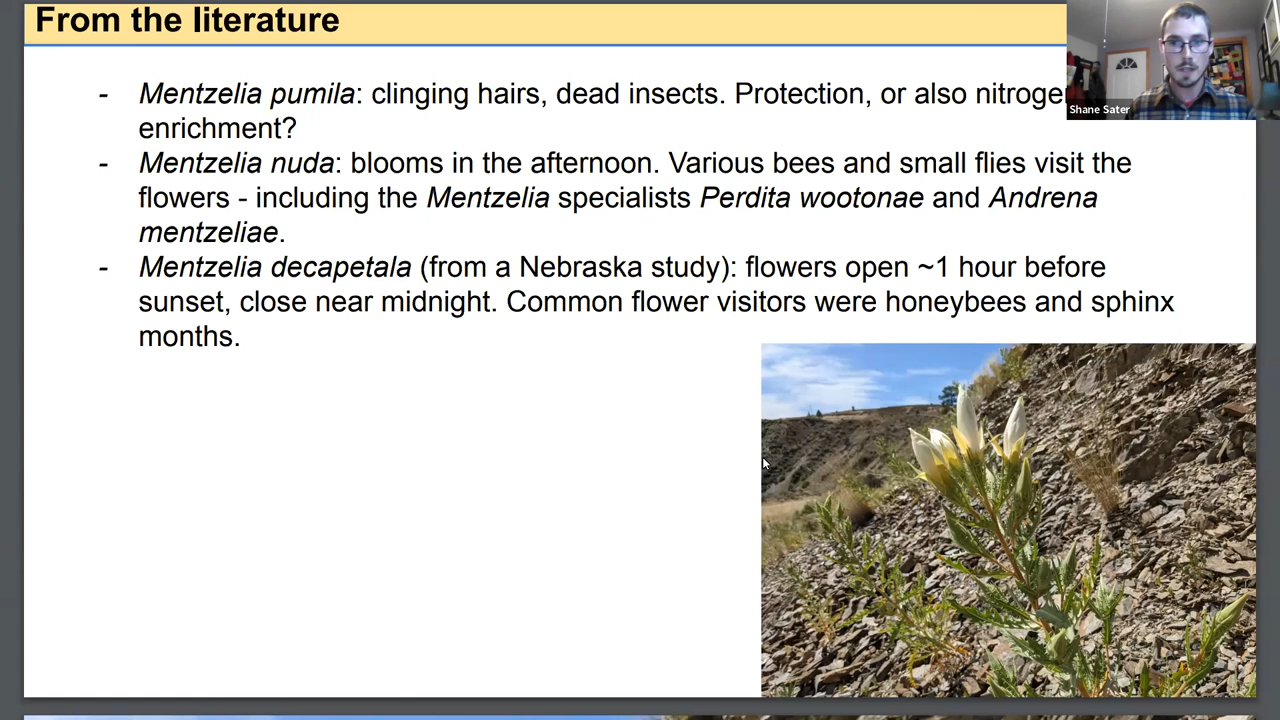 From the literature
- Mentzelia pumila: clinging hairs, dead insects. Protection, or also
enrichment?
- Mentzelia nuda: blooms in the afternoon. Various bees and small flies visit the
flowers - including the Mentzelia specialists Perdita wootonae and Andrena
mentzeliae.
- Mentzelia decapetala (from a Nebraska study): flowers open ~1 hour before
sunset, close near midnight. Common flower visitors were honeybees and sphinx
months.
Shane Sater